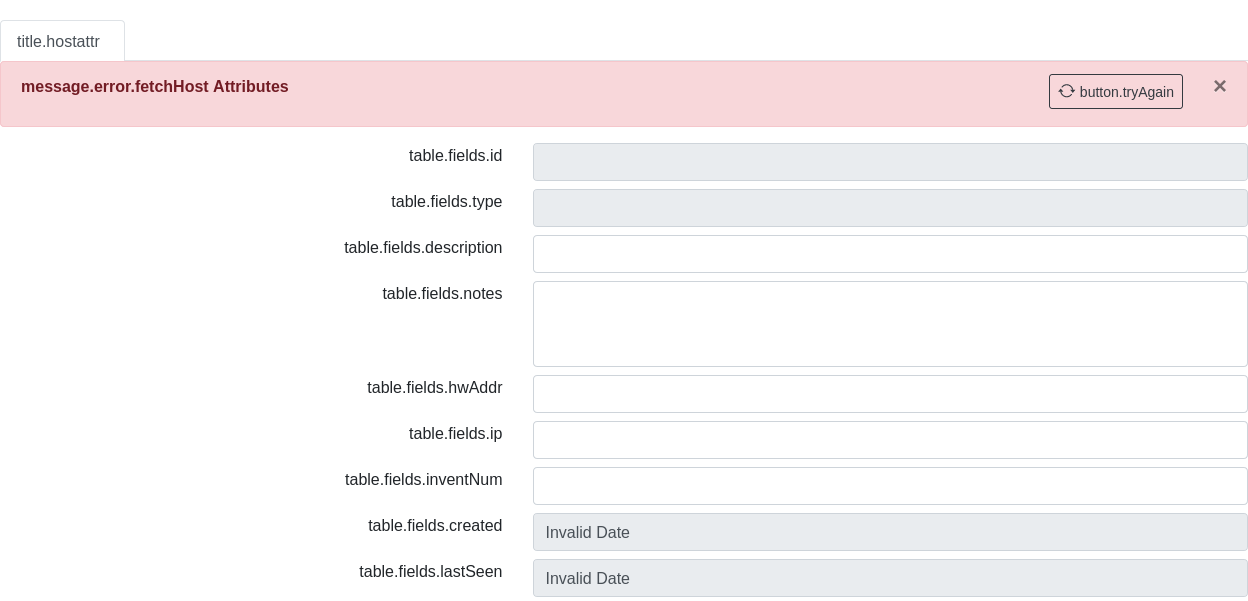 title.hostattr
message.error.fetchHost Attributes
button.tryAgain
×
table.fields.id
table.fields.type
table.fields.description
table.fields.notes
table.fields.hwAddr
table.fields.ip
table.fields.inventNum
table.fields.created
Invalid Date
table.fields.lastSeen
Invalid Date